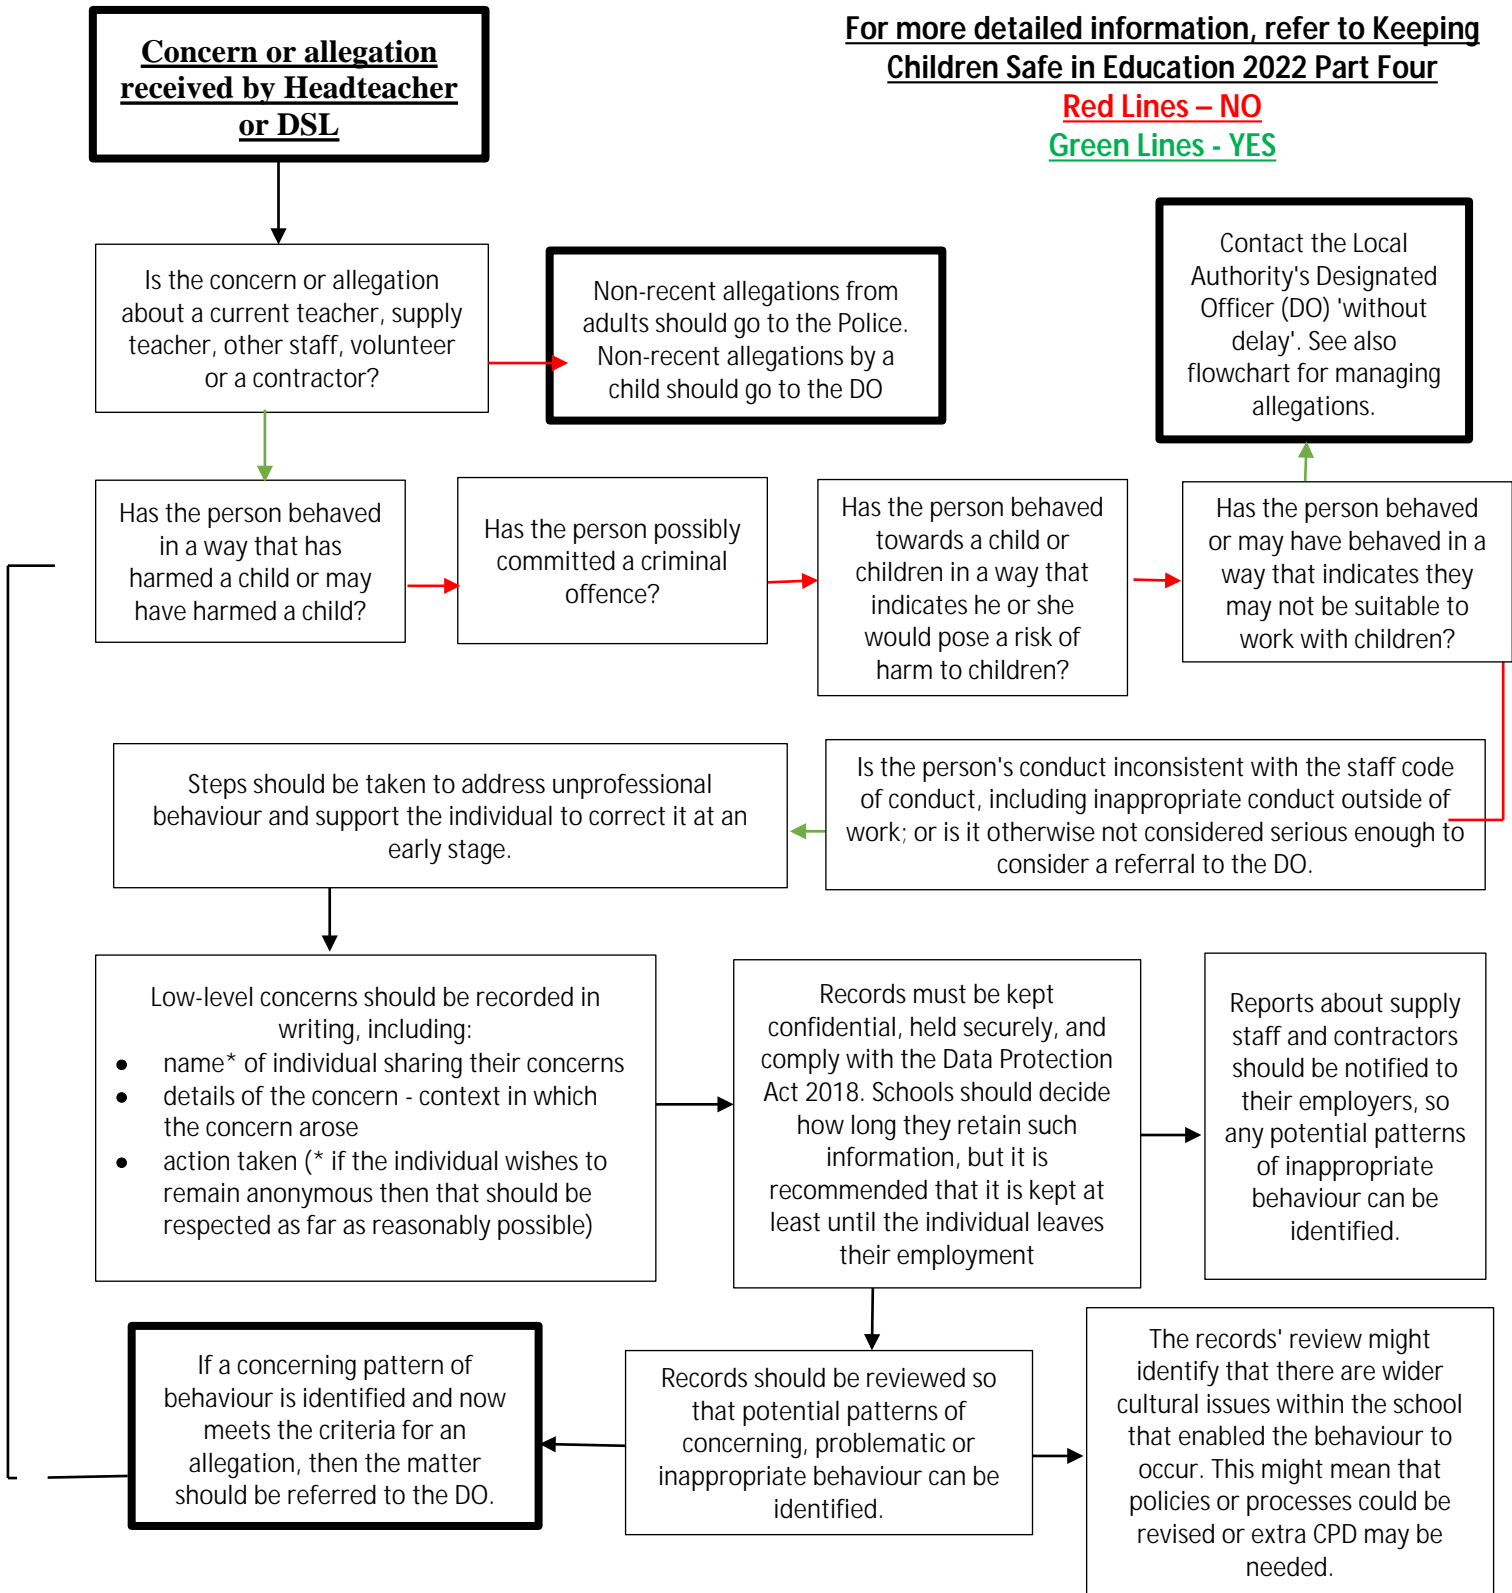 Concern or allegation
received by Headteacher
or DSL
For more detailed information, refer to Keeping
Children Safe in Education 2022 Part Four
Red Lines – NO
Green Lines - YES
Is the concern or allegation
about a current teacher, supply
teacher, other staff, volunteer
or a contractor?
Non-recent allegations from
adults should go to the Police.
Non-recent allegations by a
child should go to the DO
Contact the Local
Authority's Designated
Officer (DO) 'without
delay'. See also
flowchart for managing
allegations.
Has the person behaved
in a way that has
harmed a child or may
have harmed a child?
Has the person possibly
committed a criminal
offence?
Has the person behaved
towards a child or
children in a way that
indicates he or she
would pose a risk of
harm to children?
Has the person behaved
or may have behaved in a
way that indicates they
may not be suitable to
work with children?
Steps should be taken to address unprofessional
behaviour and support the individual to correct it at an
early stage.
Is the person's conduct inconsistent with the staff code
of conduct, including inappropriate conduct outside of
work; or is it otherwise not considered serious enough to
consider a referral to the DO.
Low-level concerns should be recorded in
writing, including:
● name* of individual sharing their concerns
● details of the concern - context in which
the concern arose
● action taken (* if the individual wishes to
remain anonymous then that should be
respected as far as reasonably possible)
Records must be kept
confidential, held securely, and
comply with the Data Protection
Act 2018. Schools should decide
how long they retain such
information, but it is
recommended that it is kept at
least until the individual leaves
their employment
Reports about supply
staff and contractors
should be notified to
their employers, so
any potential patterns
of inappropriate
behaviour can be
identified.
If a concerning pattern of
behaviour is identified and now
meets the criteria for an
allegation, then the matter
should be referred to the DO.
Records should be reviewed so
that potential patterns of
concerning, problematic or
inappropriate behaviour can be
identified.
The records' review might
identify that there are wider
cultural issues within the school
that enabled the behaviour to
occur. This might mean that
policies or processes could be
revised or extra CPD may be
needed.